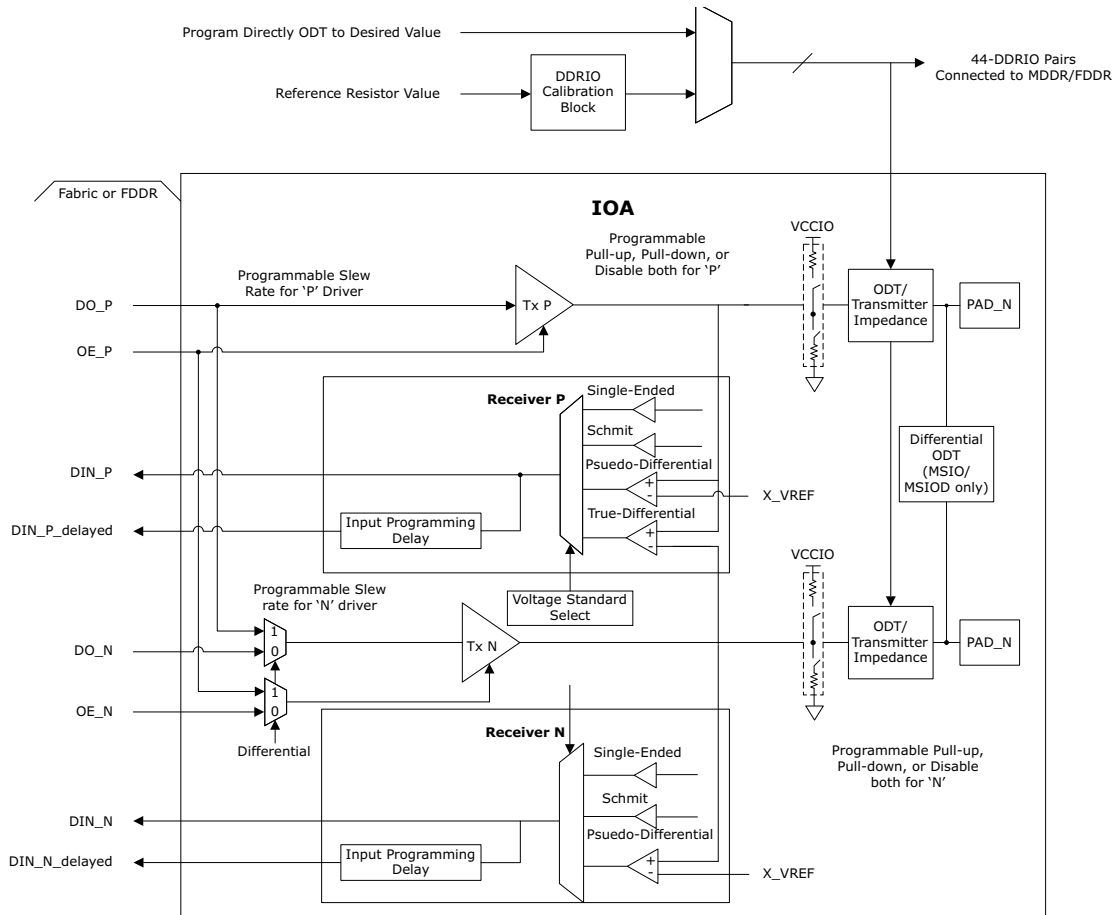 Program Directly ODT to Desired Value
Reference Resistor Value
DDRIO
Calibration
Block
44-DDRIO Pairs
Connected to MDDR/FDDR
Fabric or FDDR
IOA
Programmable Slew
Rate for ‘P’ Driver
Programmable
Pull-up, Pull-down, or
Disable both for ‘P’
VCCIO
DO_P
Tx P
ODT/
Transmitter
Impedance
PAD_N
OE_P
Receiver P
Single-Ended
Schmit
Psuedo-Differential
+
-
X_VREF
True-Differential
+
-
DIN_P
DIN_P_delayed
Input Programming
Delay
Voltage Standard
Select
Differential
ODT
(MSIO/
MSIOD only)
Programmable Slew
rate for ‘N’ driver
VCCIO
1
0
DO_N
Tx N
ODT/
Transmitter
Impedance
PAD_N
1
0
OE_N
Differential
Receiver N
Single-Ended
Schmit
Psuedo-Differential
+
-
X_VREF
Programmable Pull-up,
Pull-down, or Disable
both for ‘N’
DIN_N
DIN_N_delayed
Input Programming
Delay